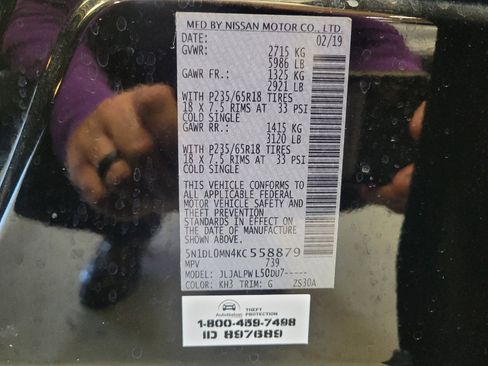 MFD BY NISSAN MOTOR CO., LTD.
DATE: 02/19
GVWR: 2715 KG
5986 LB
GAWR FR.: 1325 KG
2921 LB
WITH P235/65R18 TIRES
18 X 7.5 RIMS AT 33 PSI
COLD SINGLE
GAWR RR.: 1415 KG
3120 LB
WITH P235/65R18 TIRES
18 X 7.5 RIMS AT 33 PSI
COLD SINGLE
THIS VEHICLE CONFORMS TO
ALL APPLICABLE FEDERAL
MOTOR VEHICLE SAFETY AND
THEFT PREVENTION
STANDARDS IN EFFECT ON
THE DATE OF MANUFACTURE
SHOWN ABOVE.
5N1DL0MN4KC558879
MPV 739
MODEL: JLJALPWL50DU7-----
COLOR: KH3 TRIM: G ZS30A
THEFT
PROTECTION
1-800-459-7498
ID 897689